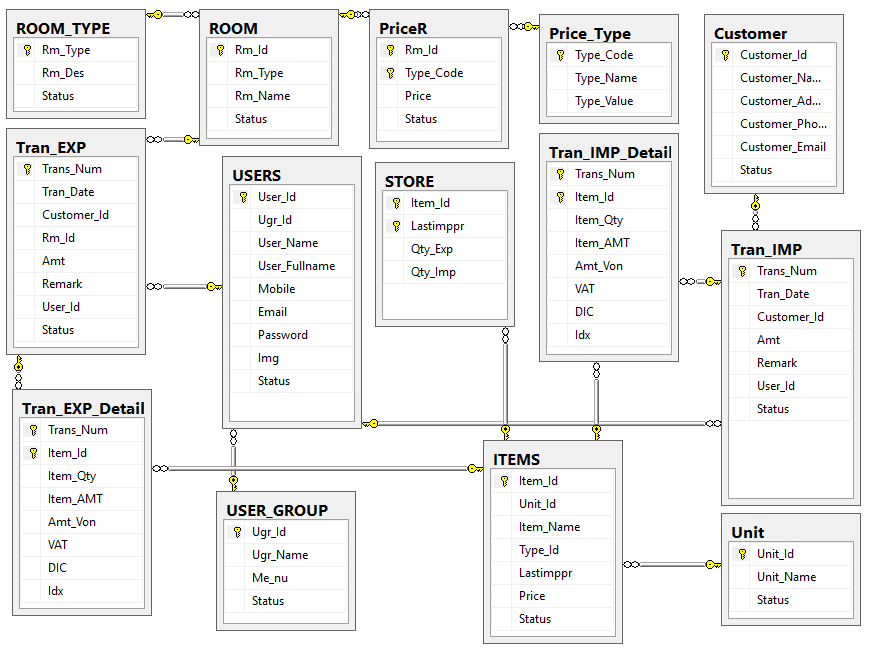 ROOM_TYPE
Rm_Type
Rm_Des
Status
ROOM
Rm_Id
Rm_Type
Rm_Name
Status
PriceR
Rm_Id
Type_Code
Price
Status
Price_Type
Type_Code
Type_Name
Type_Value
Customer
Customer_Id
Customer_Na...
Customer_Ad...
Customer_Pho...
Customer_Email
Status
Tran_EXP
Trans_Num
Tran_Date
Customer_Id
Rm_Id
Amt
Remark
User_Id
Status
USERS
User_Id
Ugr_Id
User_Name
User_Fullname
Mobile
Email
Password
Img
Status
STORE
Item_Id
Lastimppr
Qty_Exp
Qty_Imp
Tran_IMP_Detail
Trans_Num
Item_Id
Item_Qty
Item_AMT
Amt_Von
VAT
DIC
Idx
Tran_IMP
Trans_Num
Tran_Date
Customer_Id
Amt
Remark
User_Id
Status
Tran_EXP_Detail
Trans_Num
Item_Id
Item_Qty
Item_AMT
Amt_Von
VAT
DIC
Idx
USER_GROUP
Ugr_Id
Ugr_Name
Me_nu
Status
ITEMS
Item_Id
Unit_Id
Item_Name
Type_Id
Lastimppr
Price
Status
Unit
Unit_Id
Unit_Name
Status